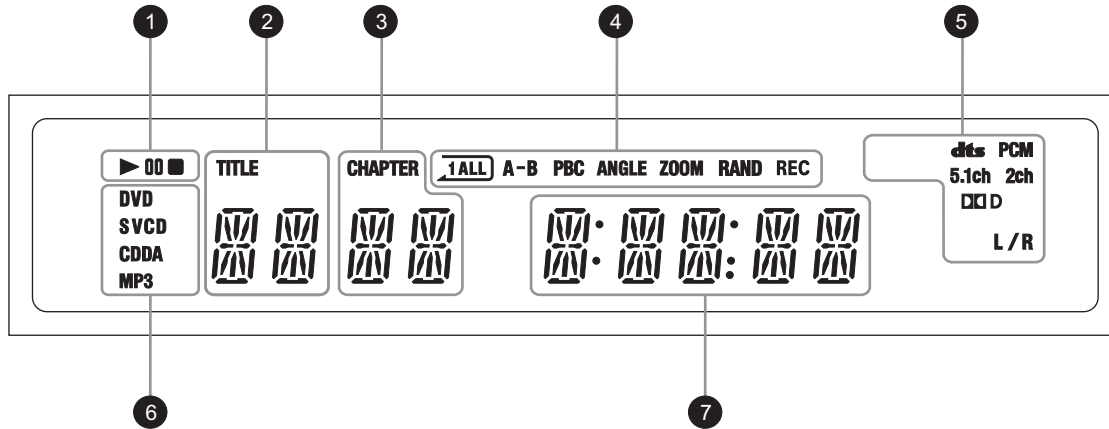 1 2 3 4 5
TITLE CHAPTER 1 ALL A-B PBC ANGLE ZOOM RAND REC dts PCM
5.1ch 2ch
DVD
SVCD
CDDA
MP3
D
L/R
6 7